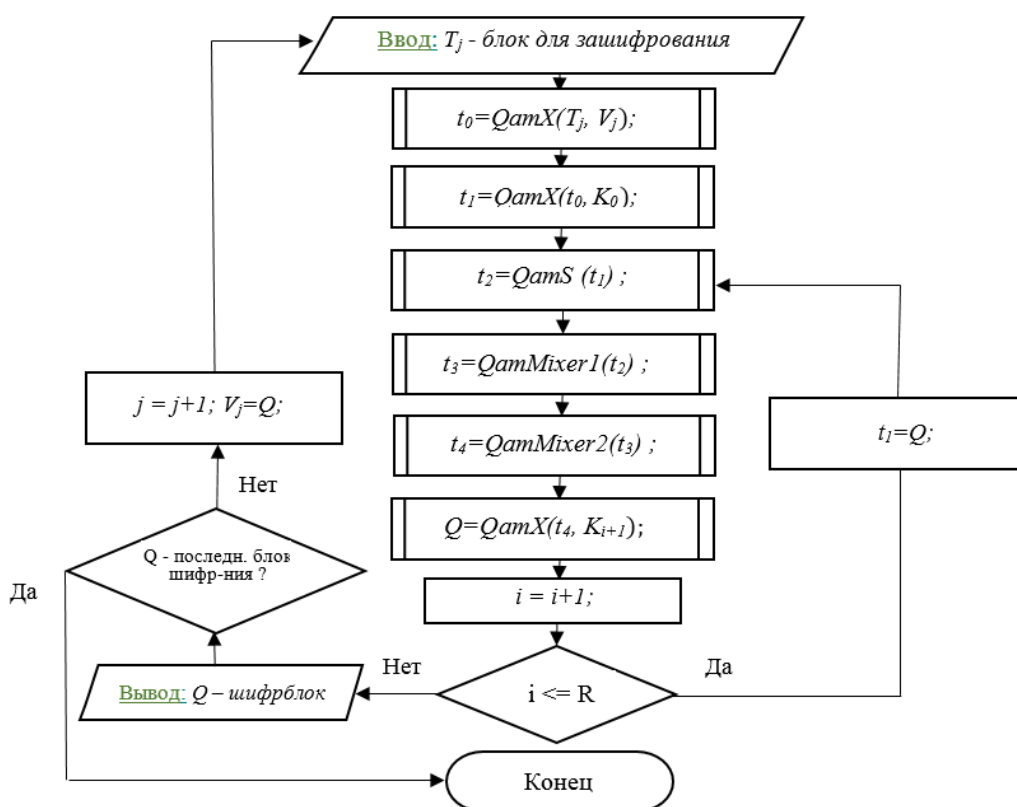 Ввод: Tj - блок для зашифрования
t0=QamX(Tj, Vj);
t1=QamX(t0, K0);
t2=QamS (t1) ;
t3=QamMixer1(t2) ;
t4=QamMixer2(t3) ;
Q=QamX(t4, Ki+1);
i = i+1;
i <= R
Да
t1=Q;
Нет
Вывод: Q – шифрблок
Q - последн. блов
шифр-ния ?
Да
Нет
j = j+1; Vj=Q;
Конец